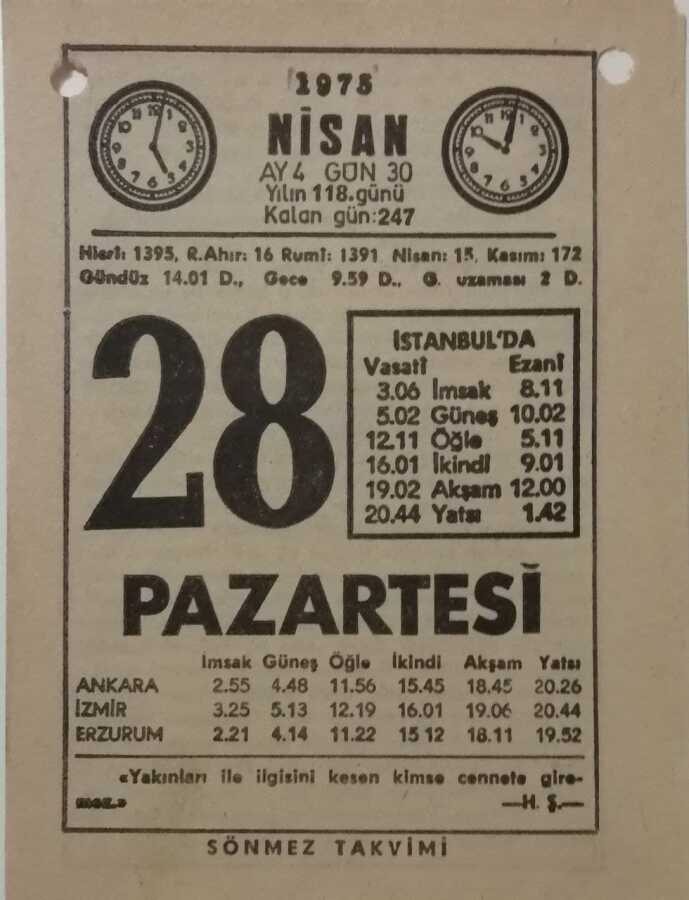 1975
NİSAN
AY 4 GÜN 30
Yılın 118.günü
Kalan gün:247
Hicrî: 1395, R.Ahır: 16 Rumî: 1391 Nisan: 15, Kasım: 172
Gündüz 14.01 D., Gece 9.59 D., G. uzaması 2 D.
28
İSTANBUL'DA
Vasatî Ezanî
3.06 İmsak 8.11
5.02 Güneş 10.02
12.11 Öğle 5.11
16.01 İkindi 9.01
19.02 Akşam 12.00
20.44 Yatsı 1.42
PAZARTESİ
İmsak Güneş Öğle İkindi Akşam Yatsı
ANKARA 2.55 4.48 11.56 15.45 18.45 20.26
İZMİR 3.25 5.13 12.19 16.01 19.06 20.44
ERZURUM 2.21 4.14 11.22 15 12 18.11 19.52
«Yakınları ile ilgisini kesen kimse cennete gire-
mez.» —H. Ş.—
SÖNMEZ TAKVİMİ